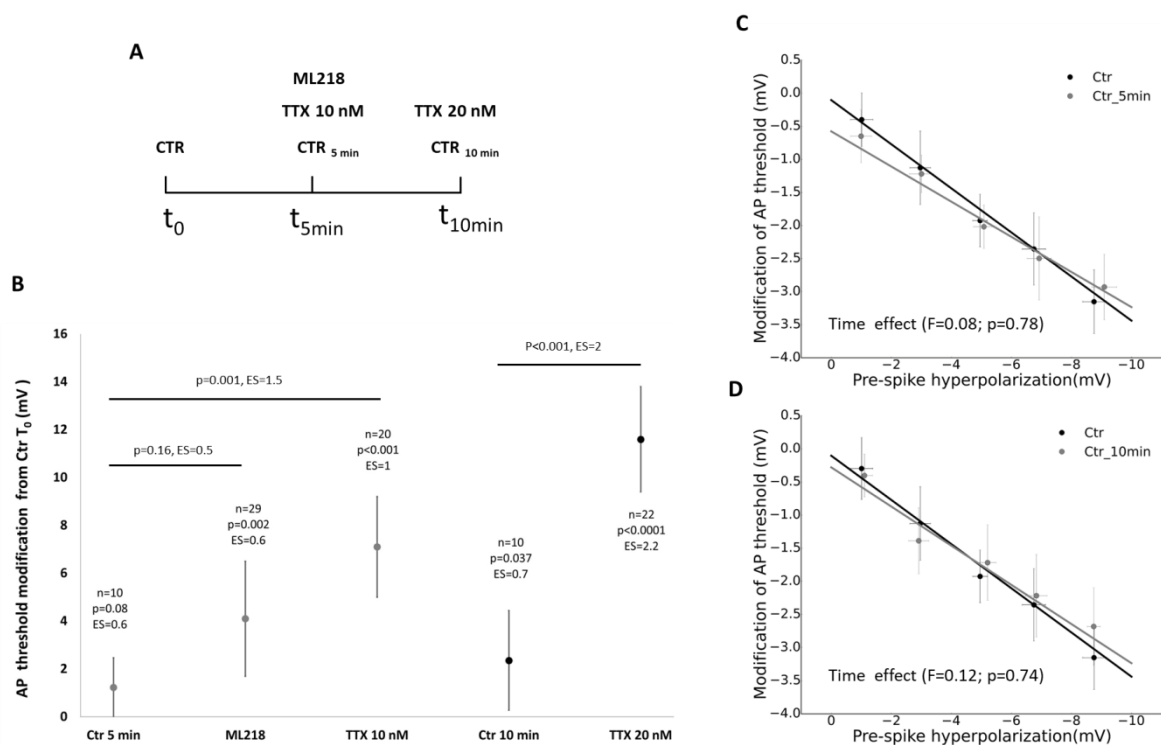 A
ML218
TTX 10 nM
TTX 20 nM
CTR
CTR 5 min
CTR 10 min
t0
t5min
t10min
B
AP threshold modification from Ctr T0 (mV)
16
14
12
10
8
6
4
2
0
P<0.001, ES=2
p=0.001, ES=1.5
p=0.16, ES=0.5
n=10
p=0.08
ES=0.6
n=29
p=0.002
ES=0.6
n=20
p<0.001
ES=1
n=10
p=0.037
ES=0.7
n=22
p<0.0001
ES=2.2
Ctr 5 min
ML218
TTX 10 nM
Ctr 10 min
TTX 20 nM
C
Modification of AP threshold (mV)
0.5
0.0
−0.5
−1.0
−1.5
−2.0
−2.5
−3.0
−3.5
−4.0
Ctr
Ctr_5min
Time effect (F=0.08; p=0.78)
0 −2 −4 −6 −8 −10
Pre-spike hyperpolarization(mV)
D
Modification of AP threshold (mV)
0.5
0.0
−0.5
−1.0
−1.5
−2.0
−2.5
−3.0
−3.5
−4.0
Ctr
Ctr_10min
Time effect (F=0.12; p=0.74)
0 −2 −4 −6 −8 −10
Pre-spike hyperpolarization(mV)